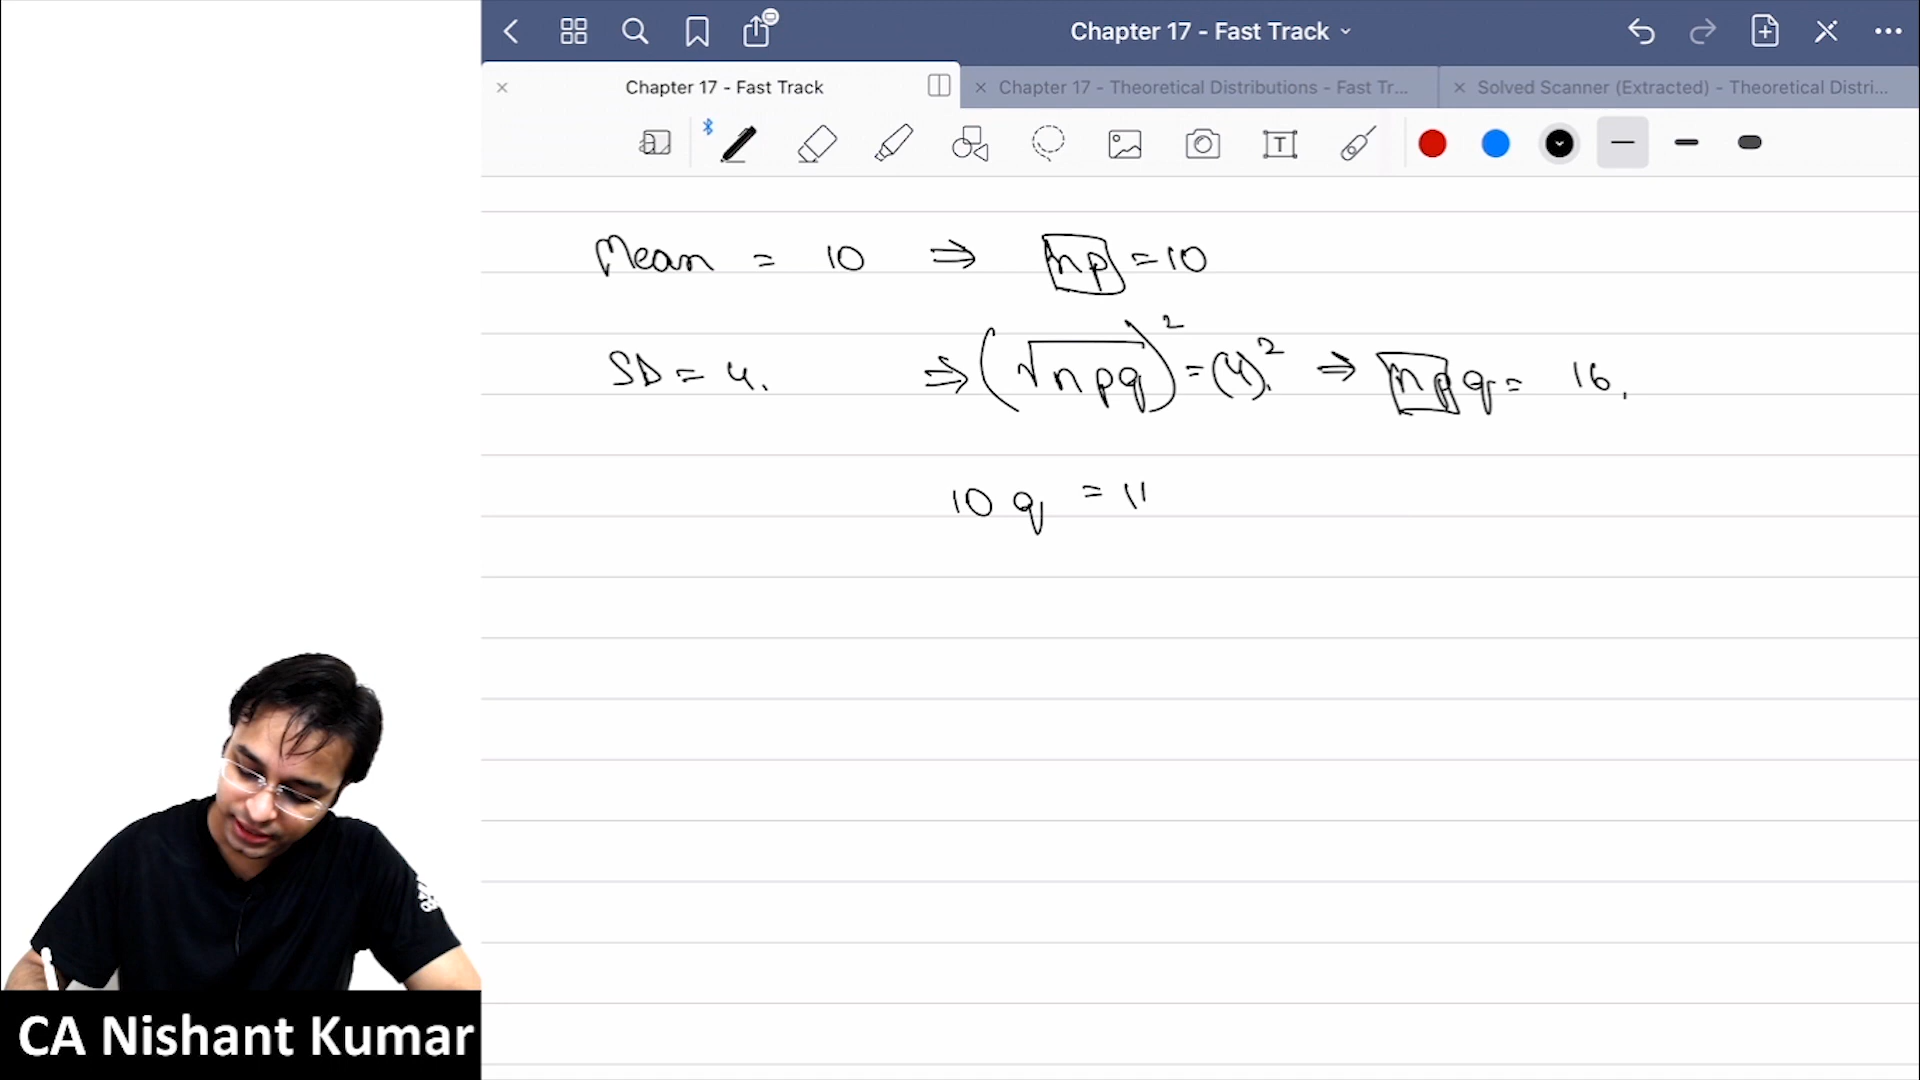 Chapter 17 - Fast Track
Chapter 17 - Fast Track
Chapter 17 - Theoretical Distributions - Fast Tr...
Solved Scanner (Extracted) - Theoretical Distri...
Mean = 10 ⇒ np = 10
SD = 4. ⇒ (√npq)² = (4)². ⇒ npq = 16.
10 q = 11
CA Nishant Kumar